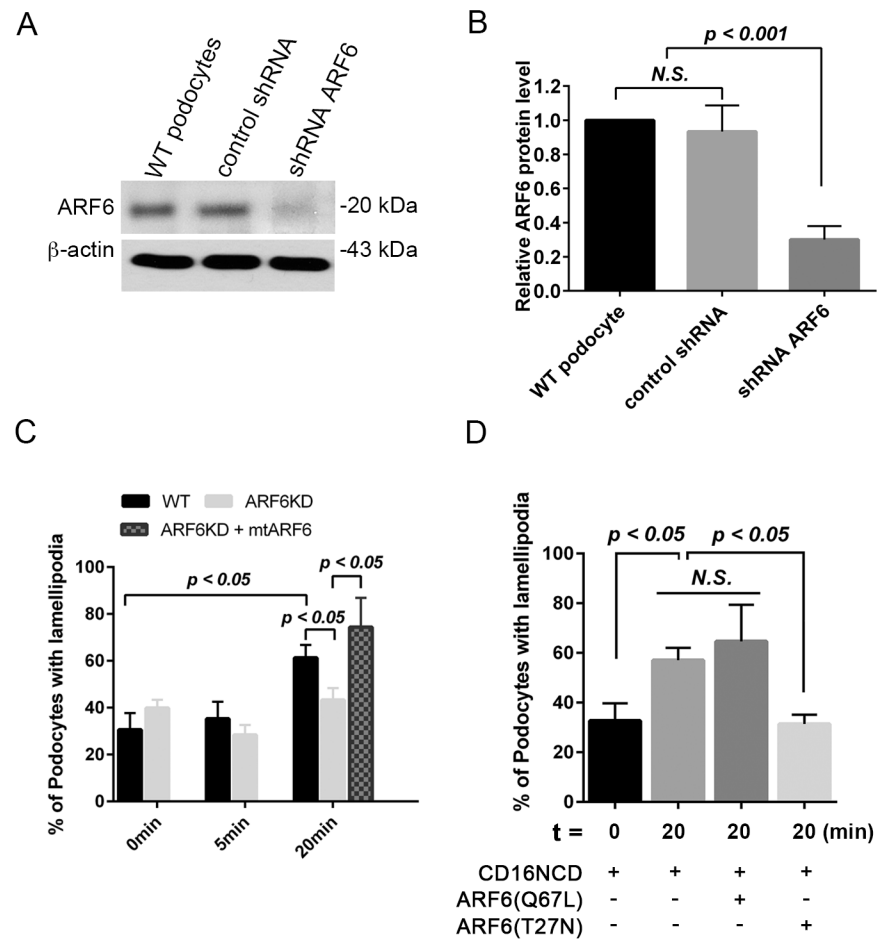 A
WT podocytes
control shRNA
shRNA ARF6
ARF6
-20 kDa
β-actin
-43 kDa
B
p < 0.001
N.S.
Relative ARF6 protein level
1.2
1.0
0.8
0.6
0.4
0.2
0.0
WT podocyte
control shRNA
shRNA ARF6
C
WT
ARF6KD
ARF6KD + mtARF6
% of Podocytes with lamellipodia
100
80
60
40
20
0
p < 0.05
p < 0.05
p < 0.05
0min
5min
20min
D
% of Podocytes with lamellipodia
100
80
60
40
20
0
p < 0.05
p < 0.05
N.S.
t = 0 20 20 20 (min)
CD16NCD + + + +
ARF6(Q67L) - - + -
ARF6(T27N) - - - +